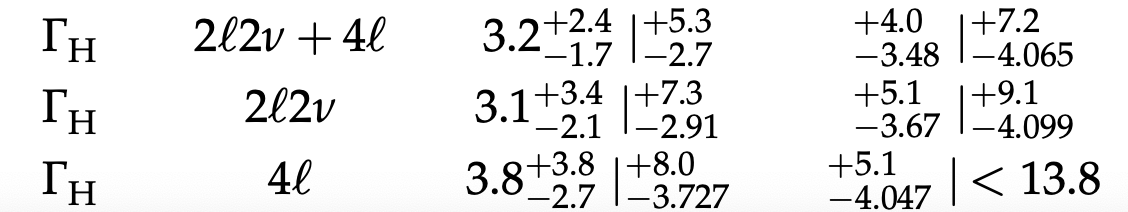 Γ_H 2ℓ2ν + 4ℓ 3.2^{+2.4}_{−1.7} |^{+5.3}_{−2.7} ^{+4.0}_{−3.48} |^{+7.2}_{−4.065}
Γ_H 2ℓ2ν 3.1^{+3.4}_{−2.1} |^{+7.3}_{−2.91} ^{+5.1}_{−3.67} |^{+9.1}_{−4.099}
Γ_H 4ℓ 3.8^{+3.8}_{−2.7} |^{+8.0}_{−3.727} ^{+5.1}_{−4.047} | < 13.8